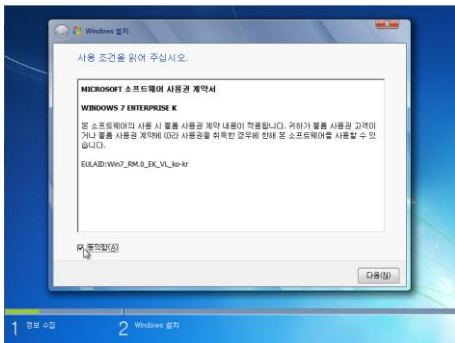 Windows 설치
사용 조건을 읽어 주십시오.
MICROSOFT 소프트웨어 사용권 계약서
WINDOWS 7 ENTERPRISE K
본 소프트웨어의 사용 시 볼륨 사용권 계약 내용이 적용됩니다. 귀하가 볼륨 사용권 고객이
거나 볼륨 사용권 계약에 따라 사용권을 취득한 경우에 한해 본 소프트웨어를 사용할 수 있
습니다.
EULAID:Win7_RM.0_EK_VL_ko-kr
동의함(A)
다음(N)
1 정보 수집
2 Windows 설치